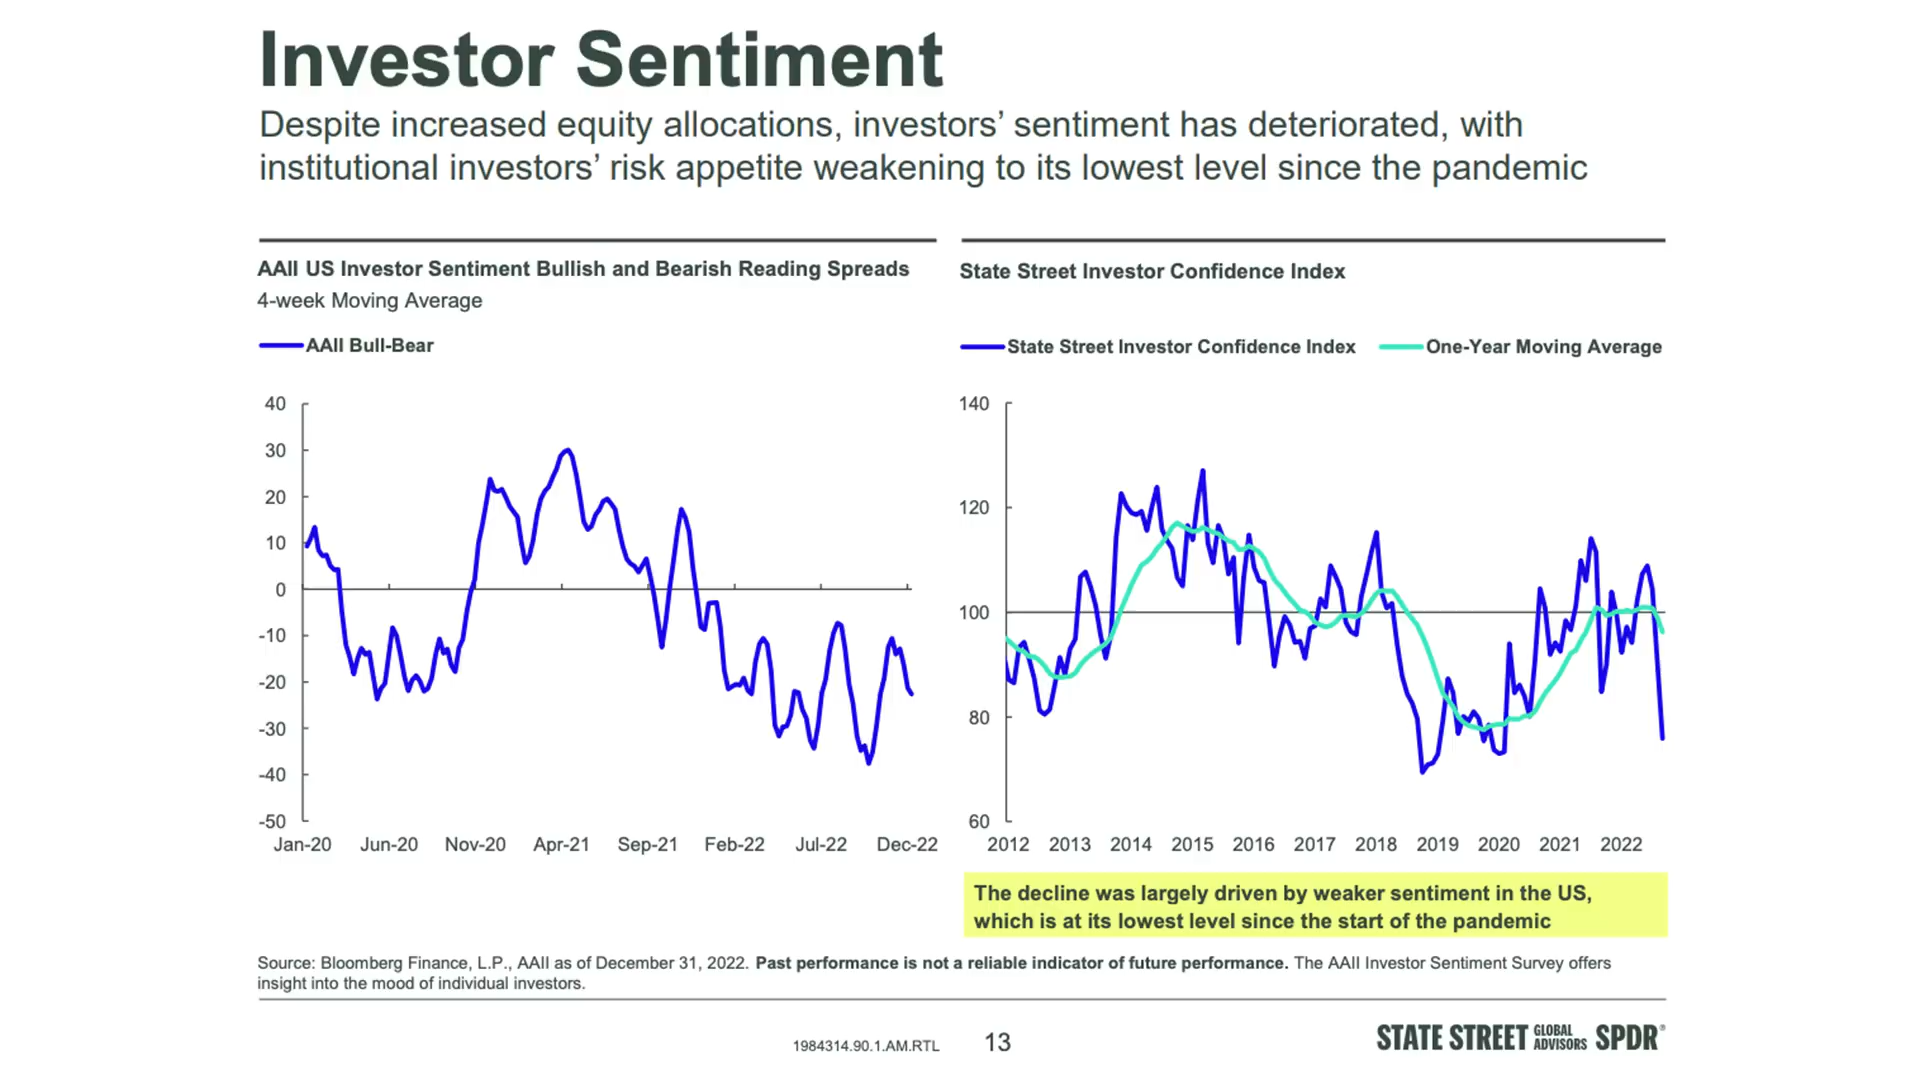 Investor Sentiment
Despite increased equity allocations, investors’ sentiment has deteriorated, with
institutional investors’ risk appetite weakening to its lowest level since the pandemic
AAII US Investor Sentiment Bullish and Bearish Reading Spreads
4-week Moving Average
AAII Bull-Bear
40
30
20
10
0
-10
-20
-30
-40
-50
Jan-20 Jun-20 Nov-20 Apr-21 Sep-21 Feb-22 Jul-22 Dec-22
State Street Investor Confidence Index
State Street Investor Confidence Index One-Year Moving Average
140
120
100
80
60
2012 2013 2014 2015 2016 2017 2018 2019 2020 2021 2022
The decline was largely driven by weaker sentiment in the US,
which is at its lowest level since the start of the pandemic
Source: Bloomberg Finance, L.P., AAII as of December 31, 2022. Past performance is not a reliable indicator of future performance. The AAII Investor Sentiment Survey offers
insight into the mood of individual investors.
1984314.90.1.AM.RTL 13
STATE STREET GLOBAL ADVISORS SPDR®